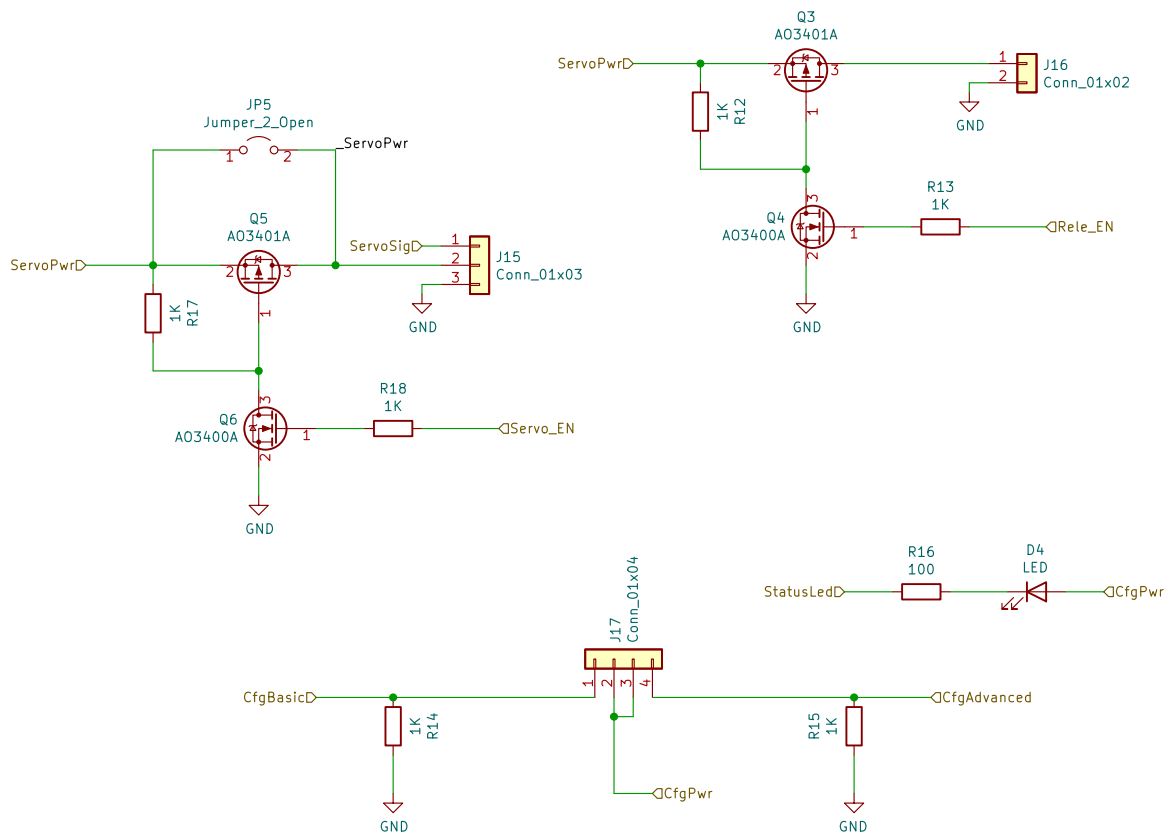 Q3
AO3401A
ServoPwr
2
3
1
1K
R12
1
2
J16
Conn_01x02
GND
3
Q4
AO3400A
1
2
R13
1K
Rele_EN
GND
JP5
Jumper_2_Open
1
2
_ServoPwr
Q5
AO3401A
ServoPwr
2
3
1
1K
R17
ServoSig
1
2
3
J15
Conn_01x03
GND
3
Q6
AO3400A
1
2
R18
1K
Servo_EN
GND
R16
100
D4
LED
StatusLed
CfgPwr
J17
Conn_01x04
1
2
3
4
CfgBasic
1K
R14
GND
R15
1K
CfgAdvanced
GND
CfgPwr